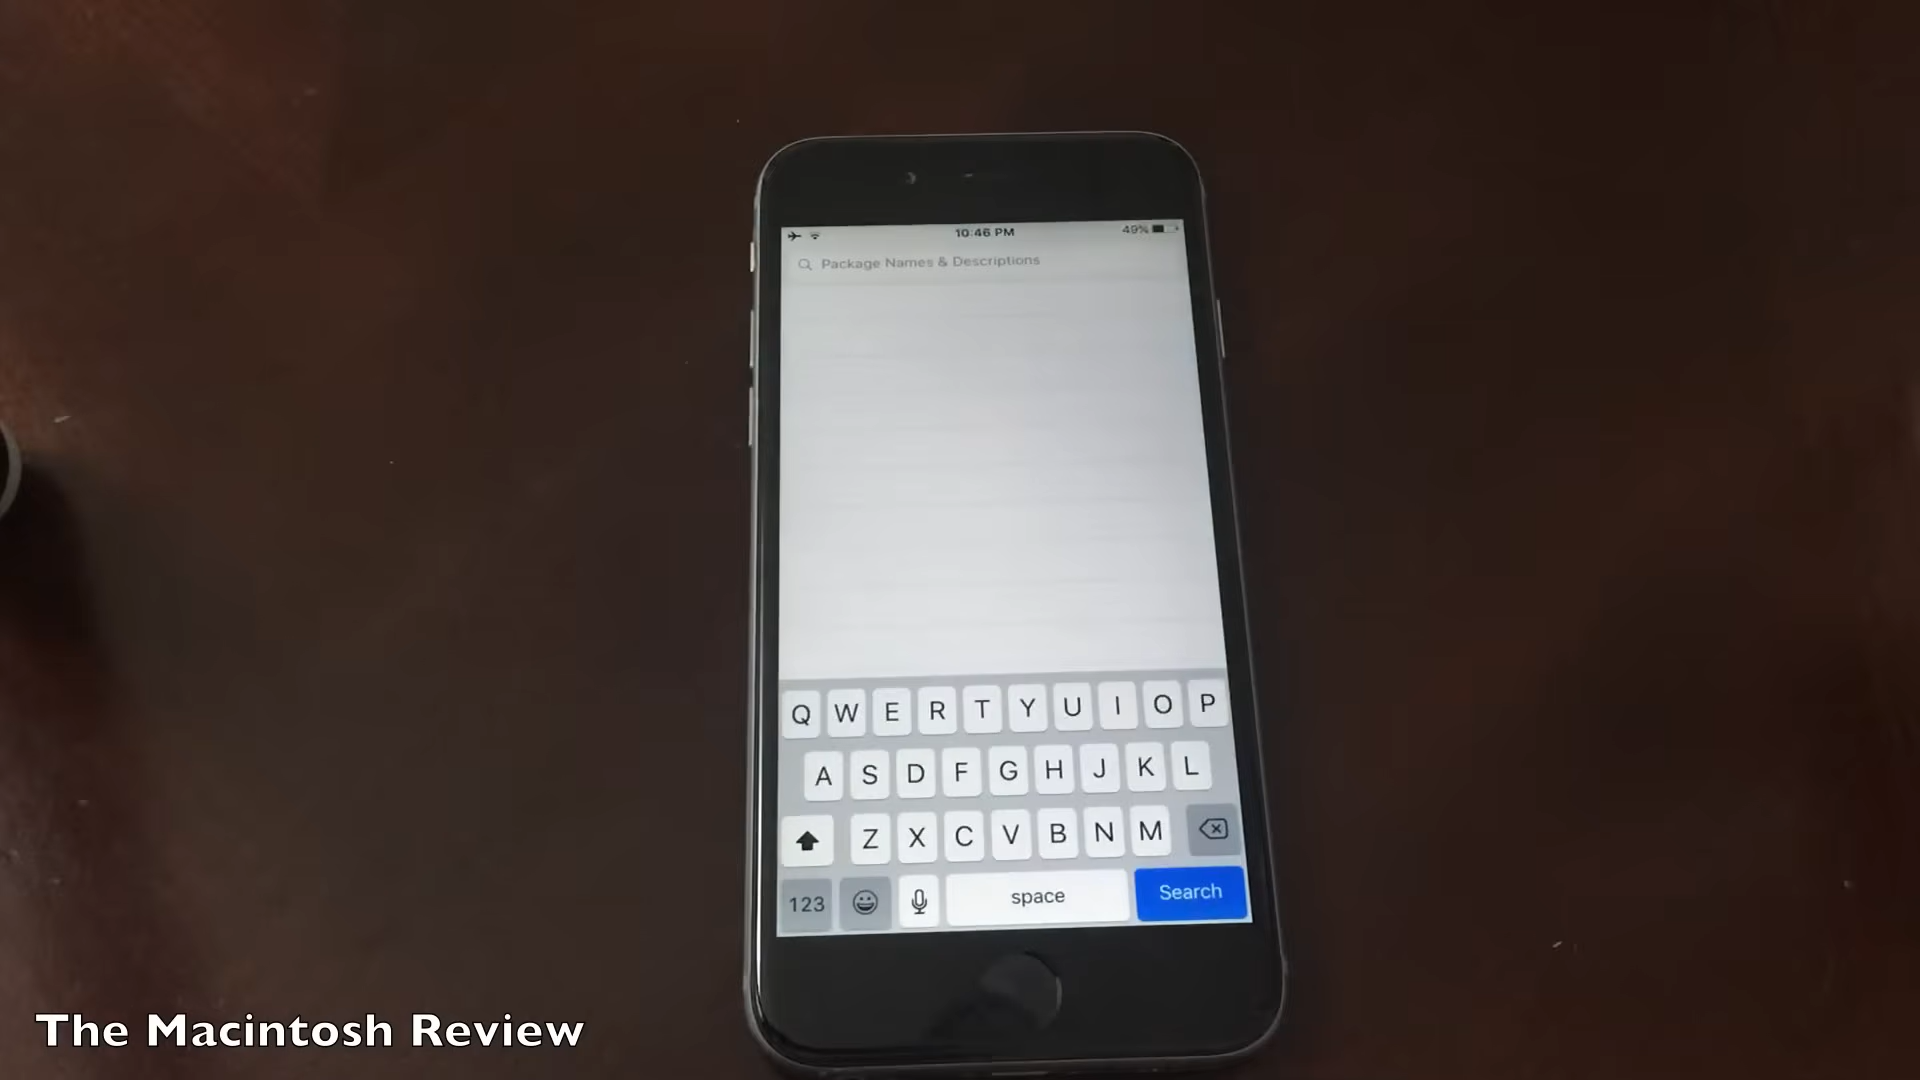 10:46 PM
49%
Package Names & Descriptions
Q W E R T Y U I O P
A S D F G H J K L
Z X C V B N M
123 space Search
The Macintosh Review